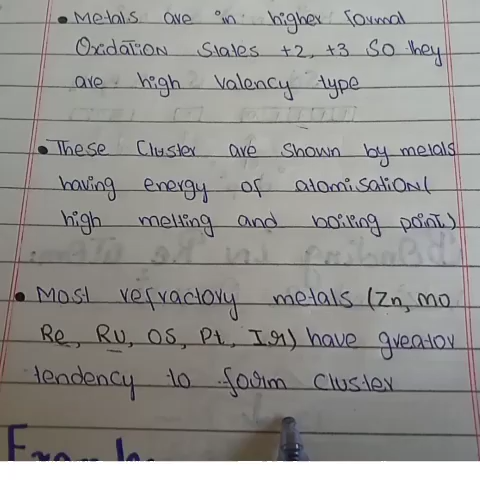 • Metals are in higher formal
Oxidation States +2, +3 So they
are high valency type
• These Cluster are shown by metals
having energy of atomisation(
high melting and boiling point)
• Most refractory metals (Zn, Mo
Re, Ru, OS, Pt, Ir) have greator
tendency to form cluster